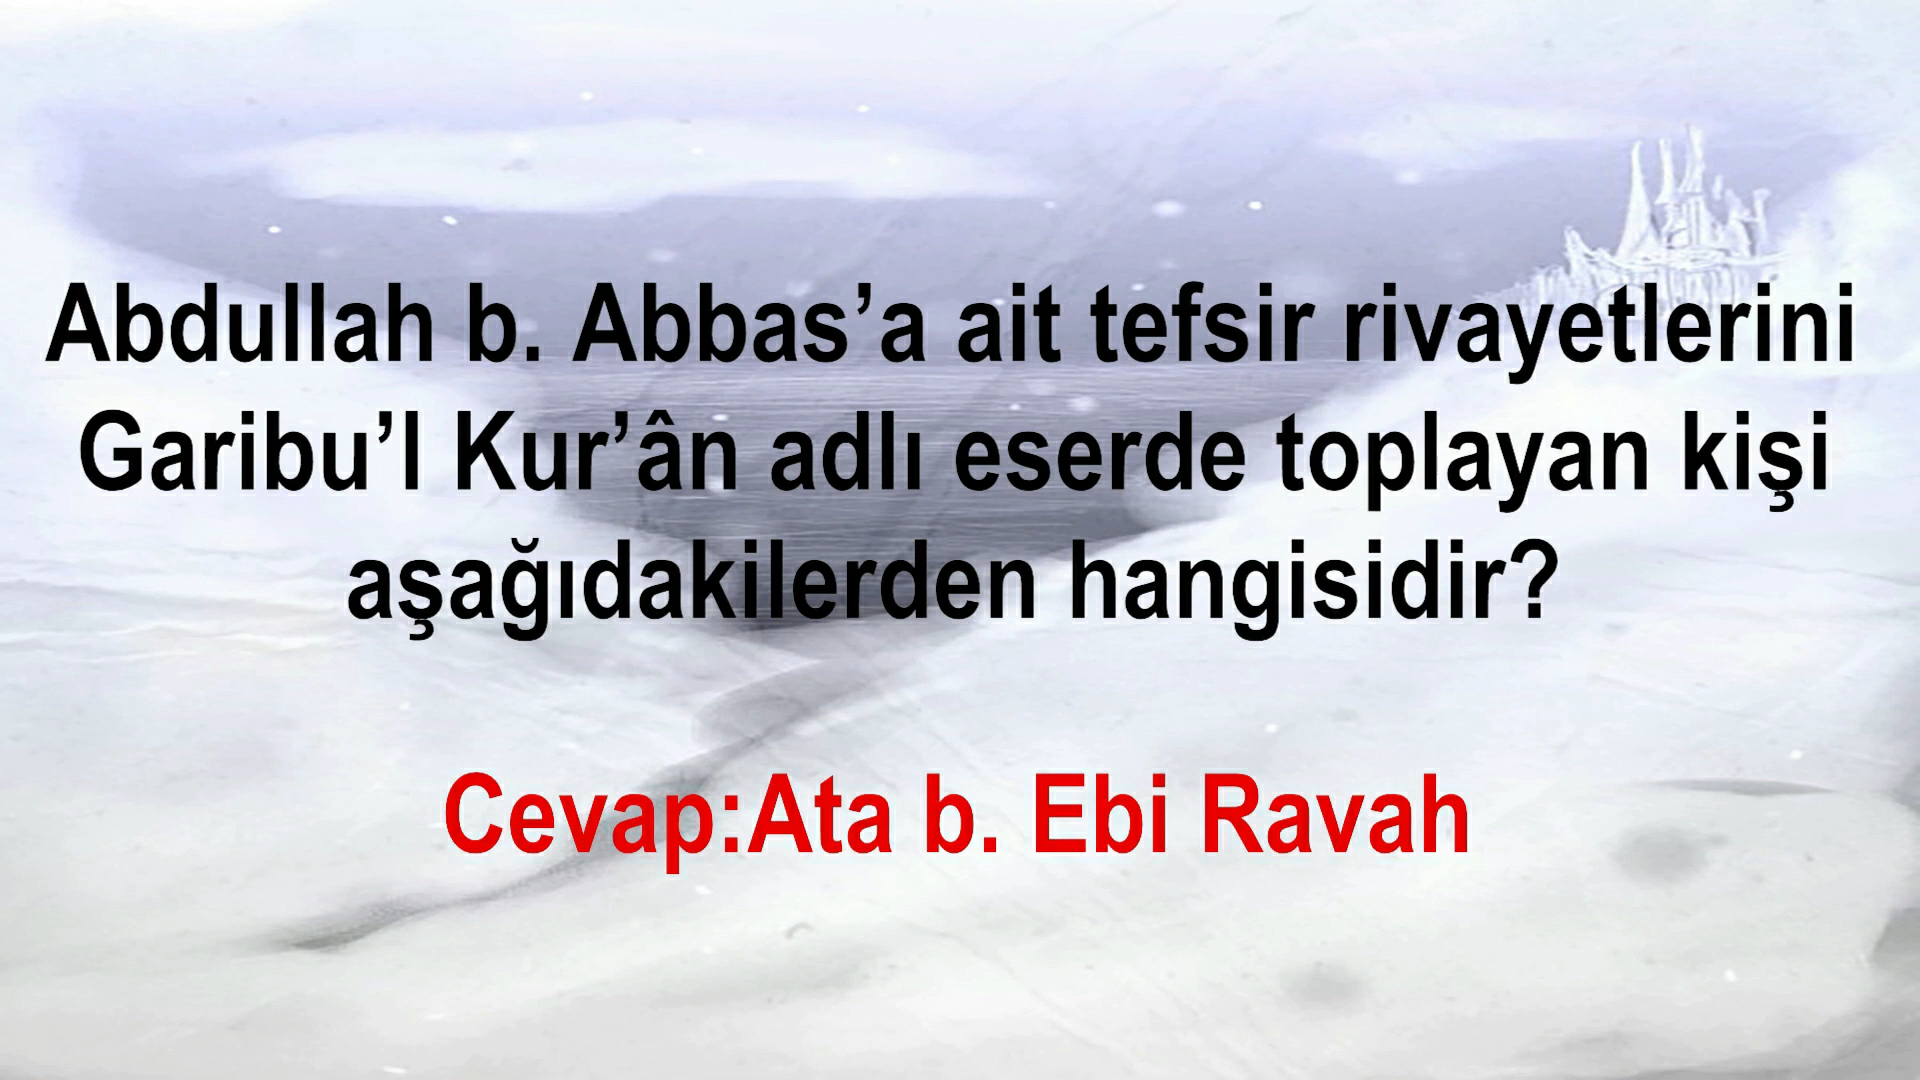 Abdullah b. Abbas’a ait tefsir rivayetlerini
Garibu’l Kur’ân adlı eserde toplayan kişi
aşağıdakilerden hangisidir?
Cevap:Ata b. Ebi Ravah